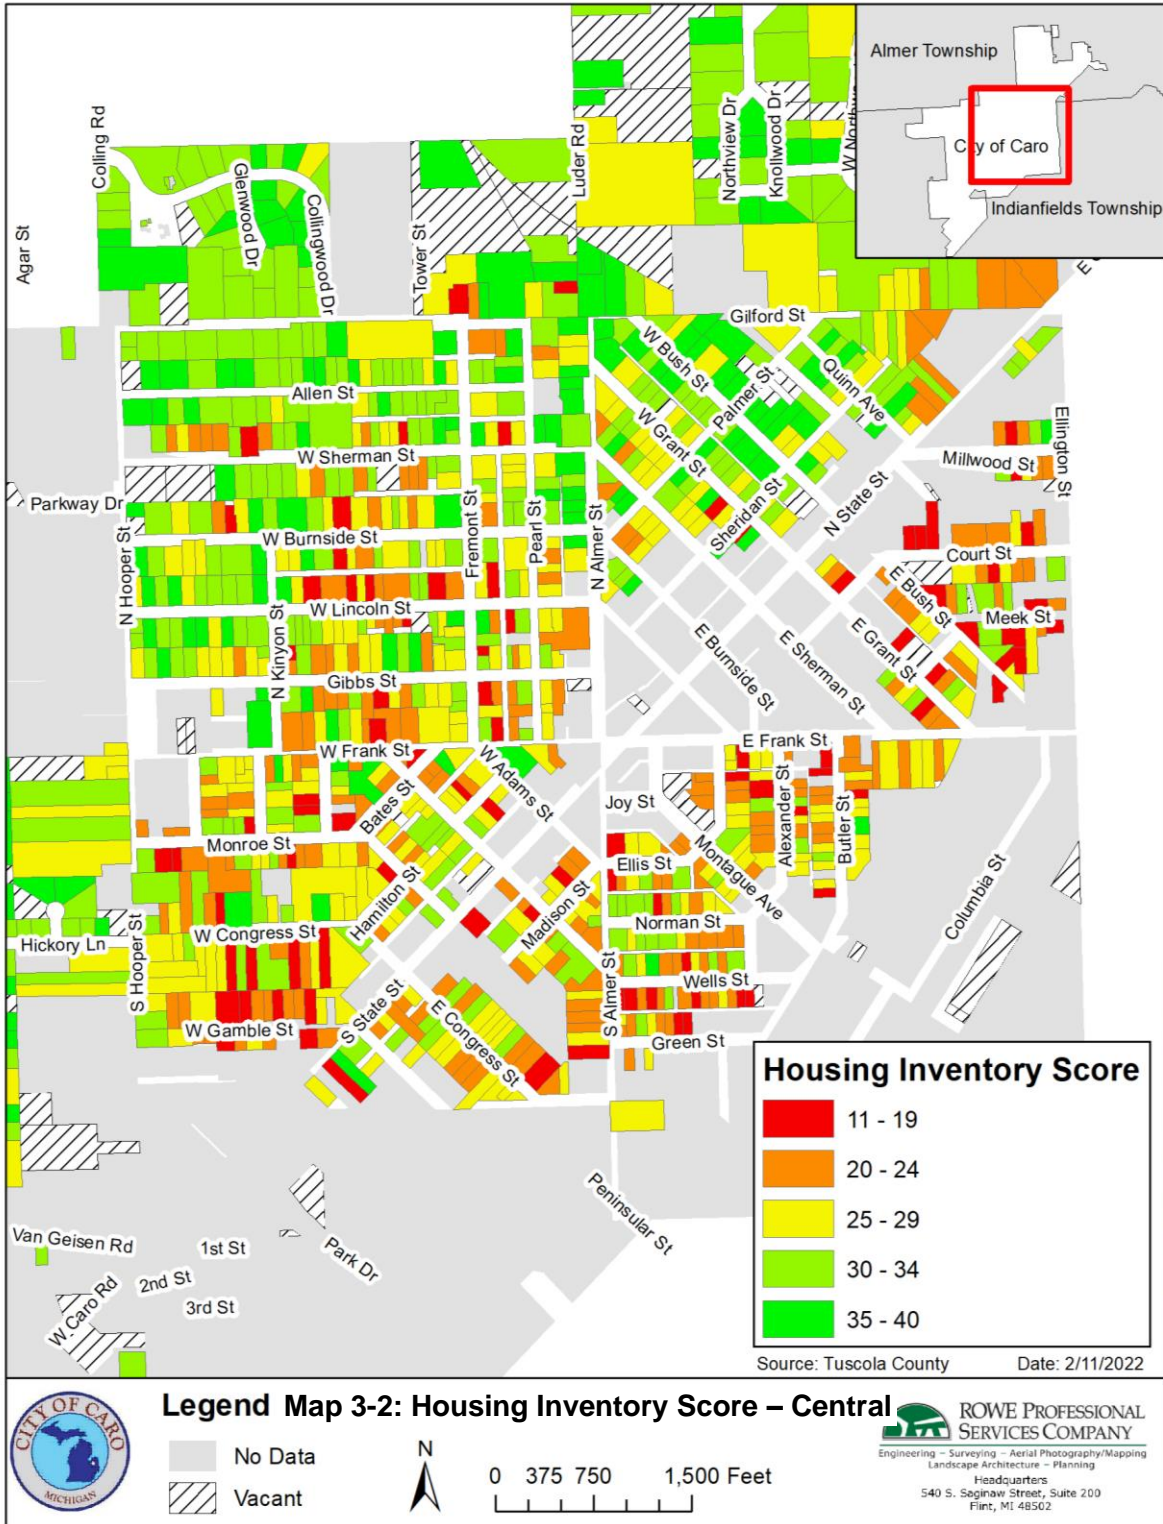 Almer Township
City of Caro
Indianfields Township
Colling Rd
Glenwood Dr
Collingwood Dr
Agar St
Tower St
Luder Rd
Northview Dr
Knollwood Dr
Gilford St
W Bush St
Palmer St
Quinn Ave
Allen St
W Grant St
W Sherman St
Millwood St
Ellington St
Parkway Dr
N Hooper St
W Burnside St
Fremont St
Pearl St
N Almer St
Sheridan St
N State St
Court St
E Bush St
W Lincoln St
Meek St
N Kinyon St
Gibbs St
E Burnside St
E Sherman St
E Grant St
W Frank St
W Adams St
E Frank St
Bates St
Joy St
Alexander St
Butler St
Monroe St
Ellis St
Montague Ave
Columbia St
Hamilton St
Madison St
Norman St
Hickory Ln
S Hooper St
W Congress St
Wells St
W Gamble St
S State St
E Congress St
S Almer St
Green St
Peninsular St
Van Geisen Rd
1st St
2nd St
3rd St
Park Dr
W Caro Rd
Housing Inventory Score
11 - 19
20 - 24
25 - 29
30 - 34
35 - 40
Source: Tuscola County Date: 2/11/2022
CITY OF CARO
MICHIGAN
Legend Map 3-2: Housing Inventory Score – Central
No Data
Vacant
N
0 375 750 1,500 Feet
ROWE PROFESSIONAL
SERVICES COMPANY
Engineering – Surveying – Aerial Photography/Mapping
Landscape Architecture – Planning
Headquarters
540 S. Saginaw Street, Suite 200
Flint, MI 48502